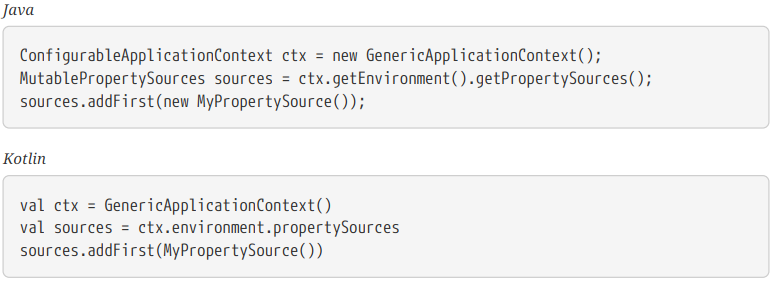 Java
ConfigurableApplicationContext ctx = new GenericApplicationContext();
MutablePropertySources sources = ctx.getEnvironment().getPropertySources();
sources.addFirst(new MyPropertySource());
Kotlin
val ctx = GenericApplicationContext()
val sources = ctx.environment.propertySources
sources.addFirst(MyPropertySource())